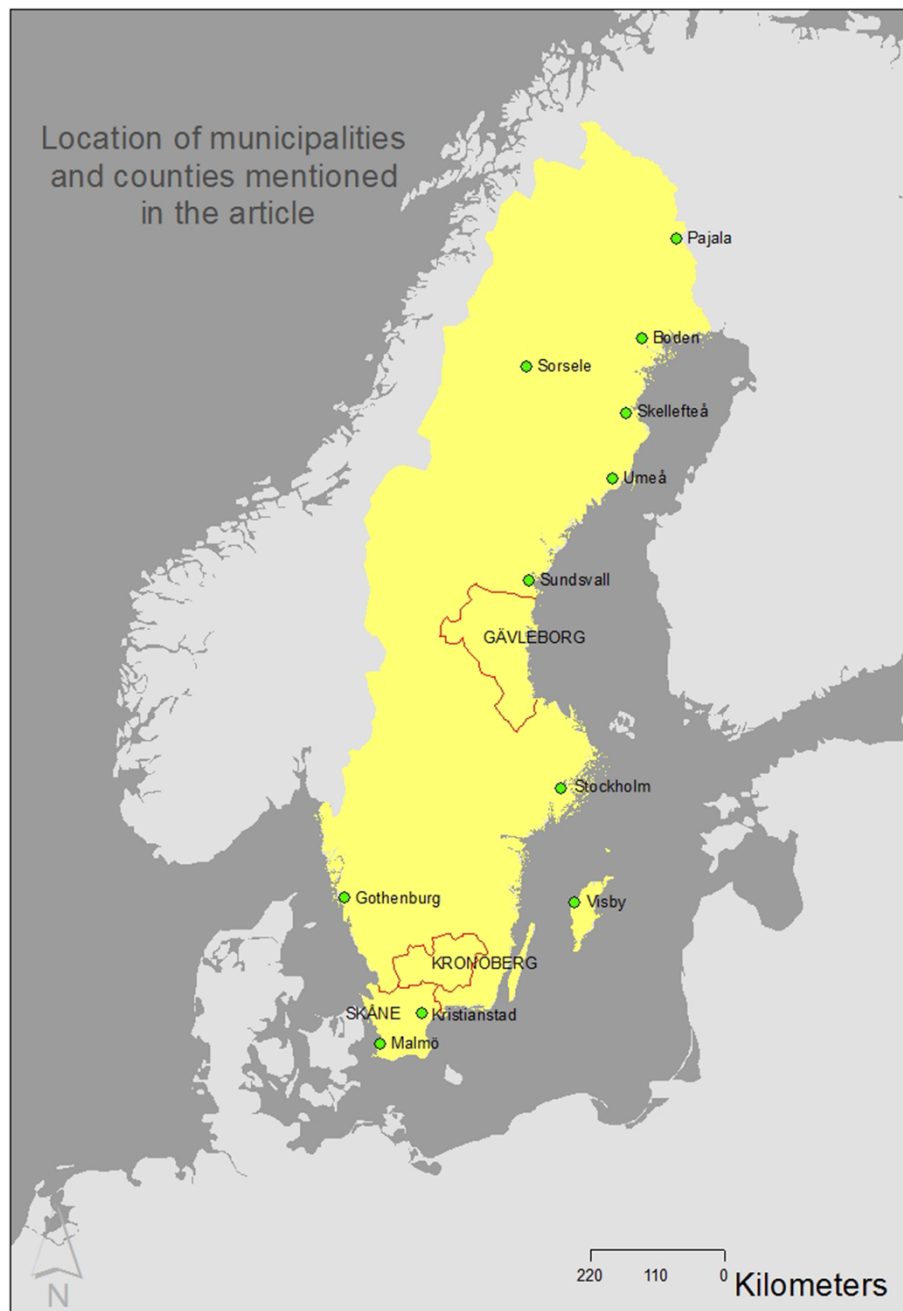 Location of municipalities
and counties mentioned
in the article
Pajala
Boden
Sorsele
Skellefteå
Umeå
Sundsvall
GÄVLEBORG
Stockholm
Gothenburg
Visby
KRONOBERG
SKÅNE
Kristianstad
Malmö
220 110 0 Kilometers
N